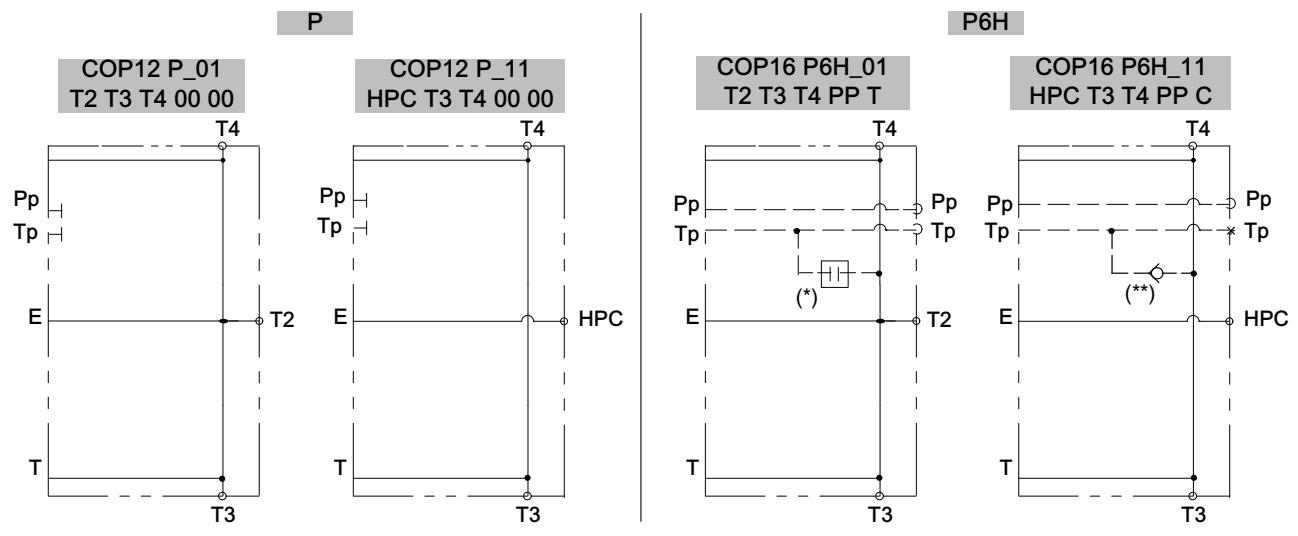 P
P6H
COP12 P_01
T2 T3 T4 00 00
COP12 P_11
HPC T3 T4 00 00
COP16 P6H_01
T2 T3 T4 PP T
COP16 P6H_11
HPC T3 T4 PP C
T4
Pp
Tp
E
T2
T
T3
T4
Pp
Tp
E
HPC
T
T3
T4
Pp
Pp
Tp
Tp
(*)
E
T2
T
T3
T4
Pp
Pp
Tp
Tp
(**)
E
HPC
T
T3